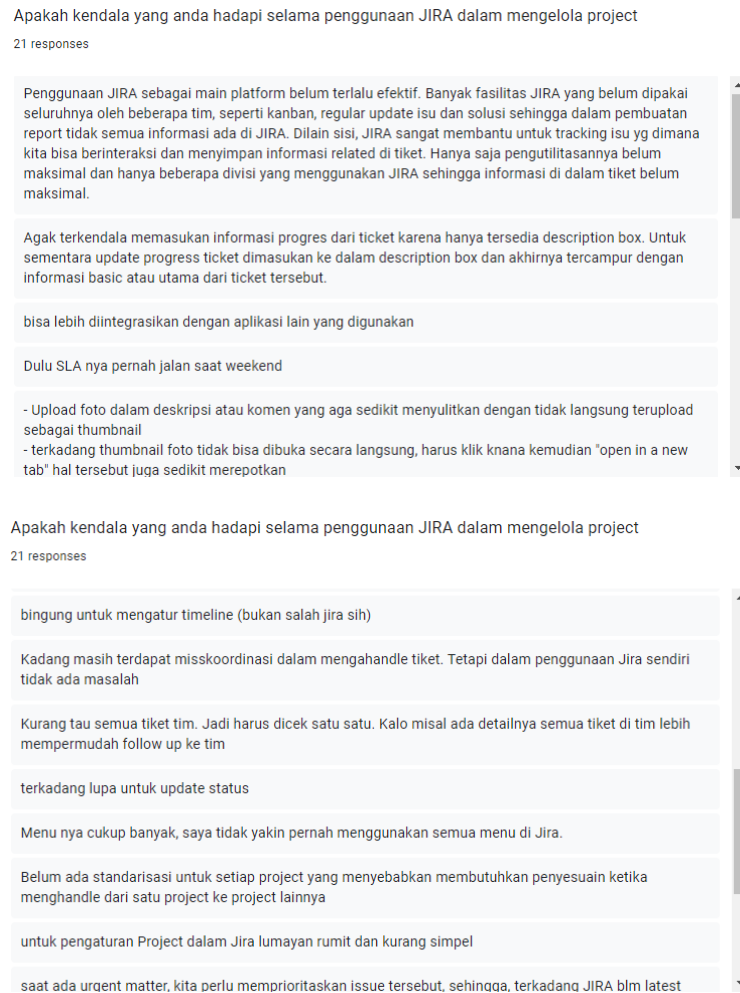 Apakah kendala yang anda hadapi selama penggunaan JIRA dalam mengelola project
21 responses
Penggunaan JIRA sebagai main platform belum terlalu efektif. Banyak fasilitas JIRA yang belum dipakai
seluruhnya oleh beberapa tim, seperti kanban, regular update isu dan solusi sehingga dalam pembuatan
report tidak semua informasi ada di JIRA. Dilain sisi, JIRA sangat membantu untuk tracking isu yg dimana
kita bisa berinteraksi dan menyimpan informasi related di tiket. Hanya saja pengutilitasannya belum
maksimal dan hanya beberapa divisi yang menggunakan JIRA sehingga informasi di dalam tiket belum
maksimal.
Agak terkendala memasukan informasi progres dari ticket karena hanya tersedia description box. Untuk
sementara update progress ticket dimasukan ke dalam description box dan akhirnya tercampur dengan
informasi basic atau utama dari ticket tersebut.
bisa lebih diintegrasikan dengan aplikasi lain yang digunakan
Dulu SLA nya pernah jalan saat weekend
- Upload foto dalam deskripsi atau komen yang aga sedikit menyulitkan dengan tidak langsung terupload
sebagai thumbnail
- terkadang thumbnail foto tidak bisa dibuka secara langsung, harus klik knana kemudian "open in a new
tab" hal tersebut juga sedikit merepotkan
Apakah kendala yang anda hadapi selama penggunaan JIRA dalam mengelola project
21 responses
bingung untuk mengatur timeline (bukan salah jira sih)
Kadang masih terdapat misskoordinasi dalam mengahandle tiket. Tetapi dalam penggunaan Jira sendiri
tidak ada masalah
Kurang tau semua tiket tim. Jadi harus dicek satu satu. Kalo misal ada detailnya semua tiket di tim lebih
mempermudah follow up ke tim
terkadang lupa untuk update status
Menu nya cukup banyak, saya tidak yakin pernah menggunakan semua menu di Jira.
Belum ada standarisasi untuk setiap project yang menyebabkan membutuhkan penyesuain ketika
menghandle dari satu project ke project lainnya
untuk pengaturan Project dalam Jira lumayan rumit dan kurang simpel
saat ada urgent matter, kita perlu memprioritaskan issue tersebut, sehingga, terkadang JIRA blm latest